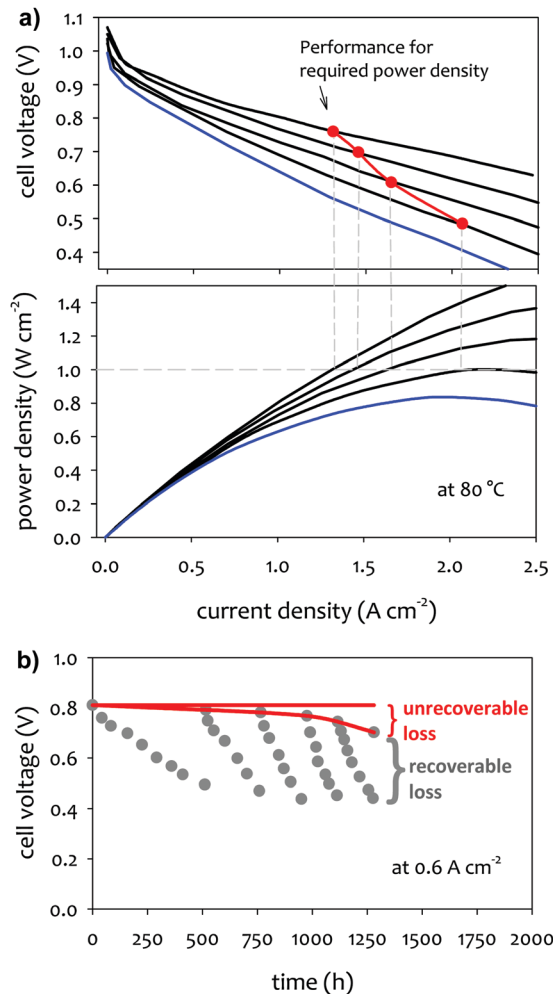 a)
1.1
1.0
0.9
0.8
0.7
0.6
0.5
0.4
cell voltage (V)
Performance for
required power density
1.4
1.2
1.0
0.8
0.6
0.4
0.2
0.0
power density (W cm⁻²)
at 80 °C
0.0 0.5 1.0 1.5 2.0 2.5
current density (A cm⁻²)
b)
1.0
0.8
0.6
0.4
0.2
0.0
cell voltage (V)
unrecoverable
loss
recoverable
loss
at 0.6 A cm⁻²
0 250 500 750 1000 1250 1500 1750 2000
time (h)